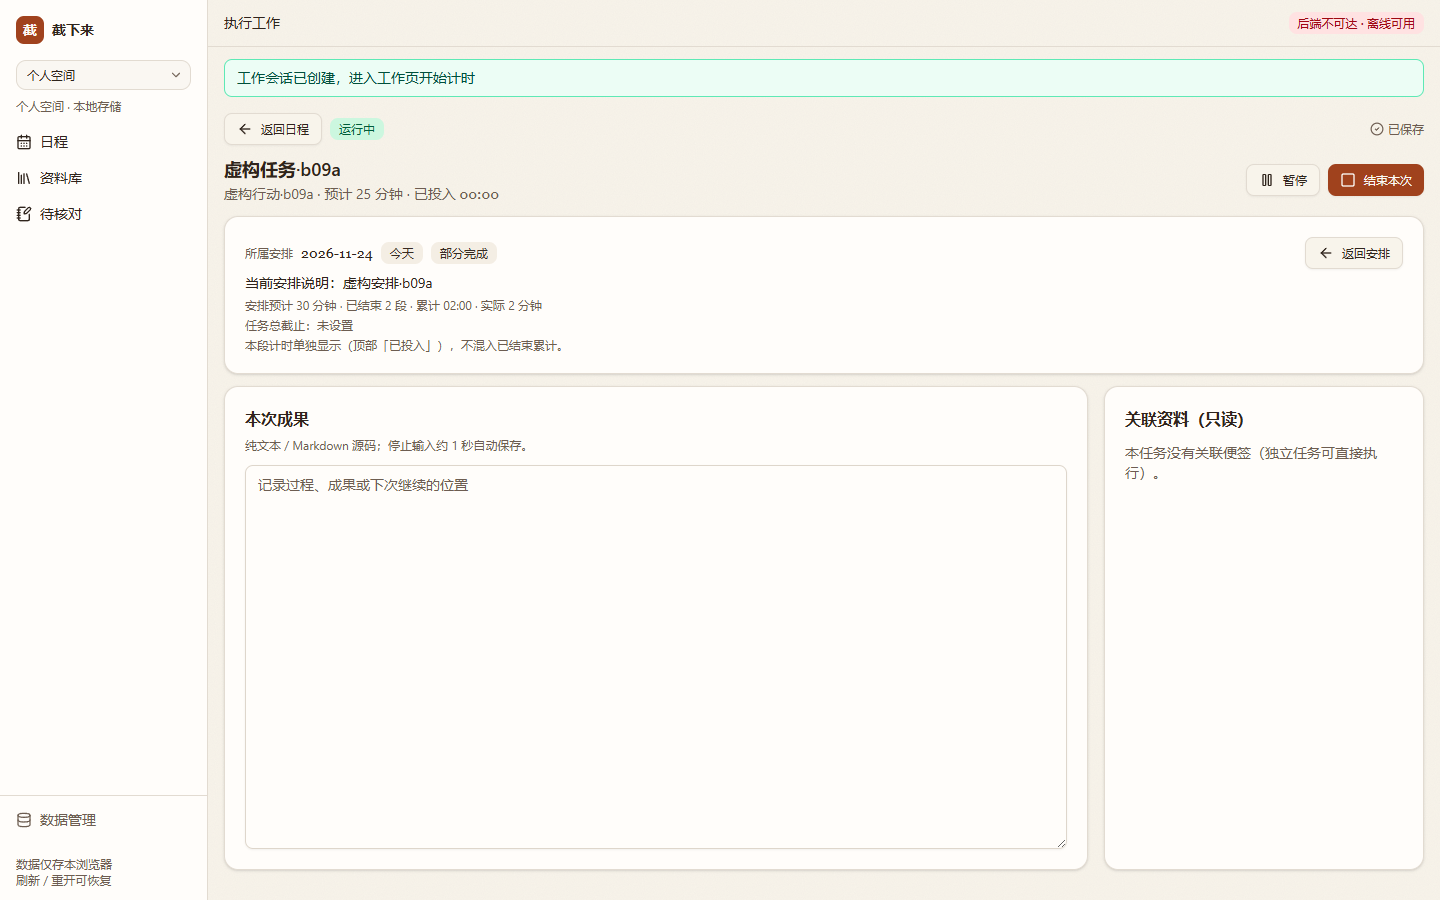 截 截下来
个人空间
个人空间 · 本地存储
日程
资料库
待核对
数据管理
数据仅存本浏览器
刷新 / 重开可恢复
执行工作
后端不可达 · 离线可用
工作会话已创建，进入工作页开始计时
返回日程 运行中
已保存
虚构任务·b09a
虚构行动·b09a · 预计 25 分钟 · 已投入 00:00
暂停
结束本次
所属安排 2026-11-24 今天 部分完成
返回安排
当前安排说明：虚构安排·b09a
安排预计 30 分钟 · 已结束 2 段 · 累计 02:00 · 实际 2 分钟
任务总截止：未设置
本段计时单独显示（顶部「已投入」），不混入已结束累计。
本次成果
纯文本 / Markdown 源码；停止输入约 1 秒自动保存。
记录过程、成果或下次继续的位置
关联资料（只读）
本任务没有关联便签（独立任务可直接执
行）。